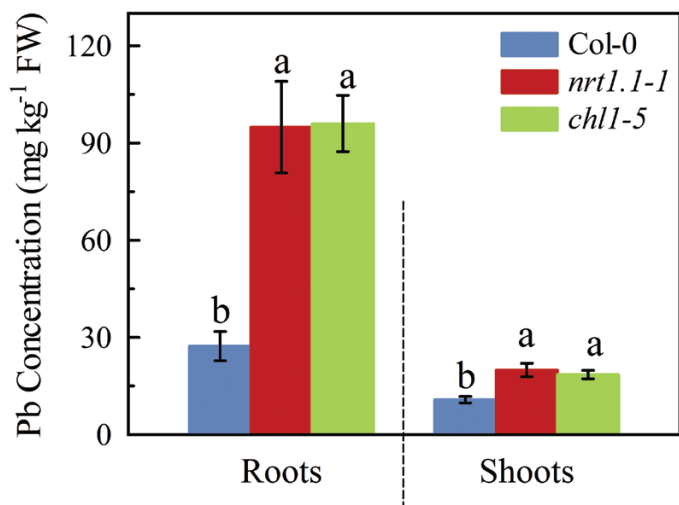 Pb Concentration (mg kg⁻¹ FW)
120
90
60
30
0
Col-0
nrt1.1-1
chl1-5
b
a
a
b
a
a
Roots
Shoots